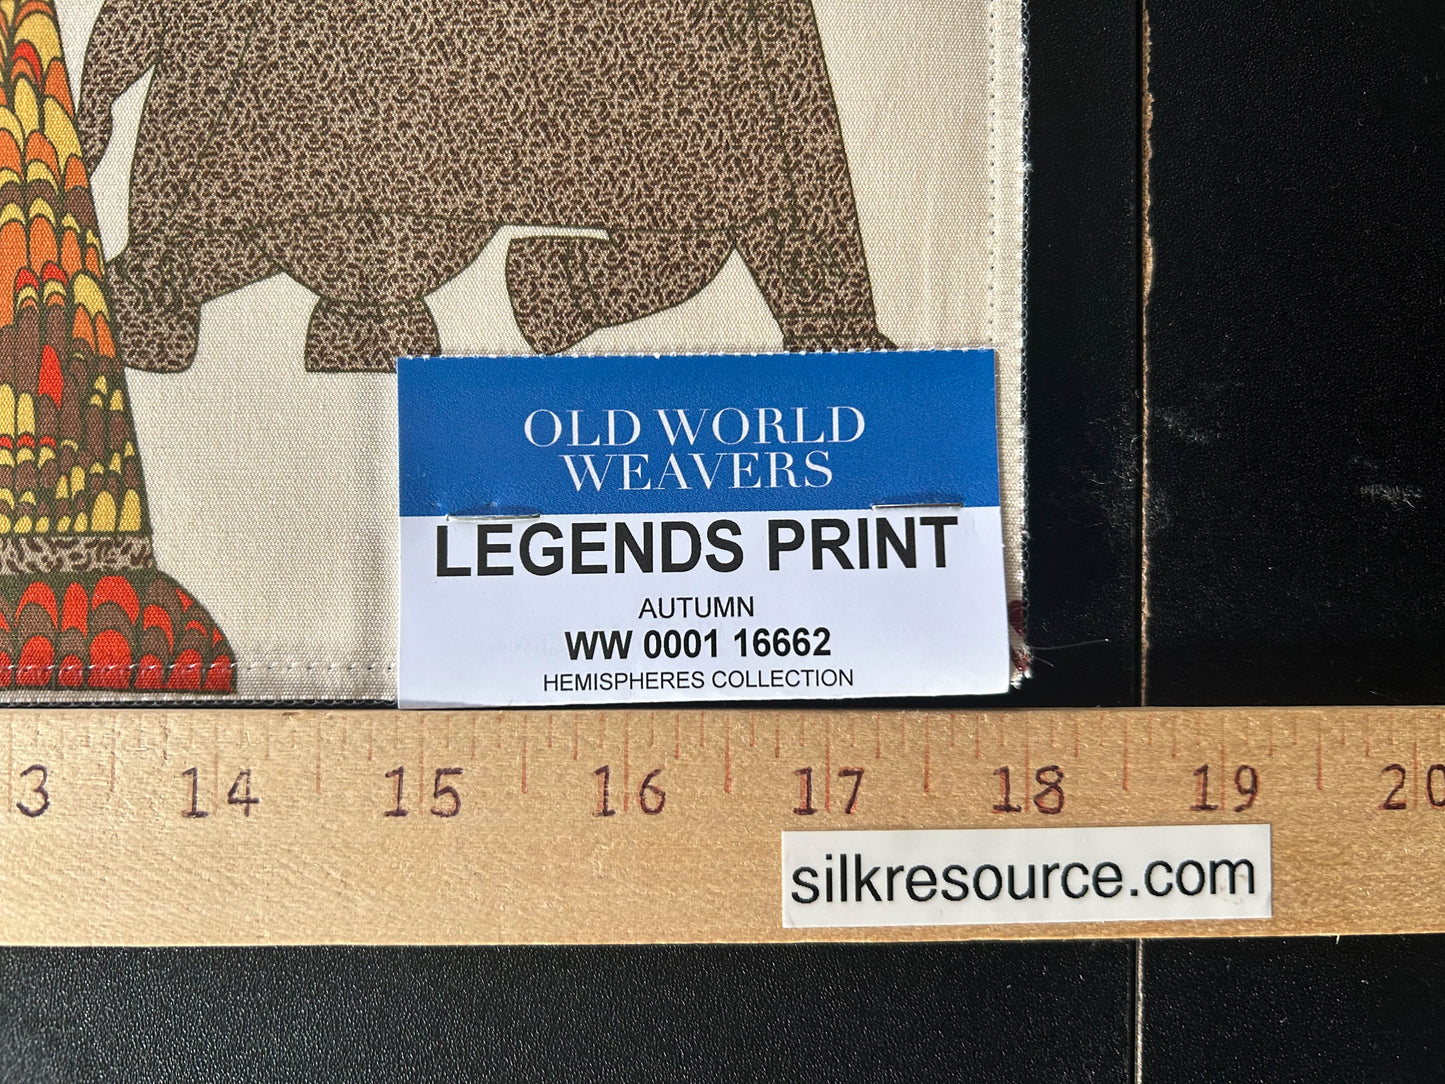 OLD WORLD
WEAVERS
LEGENDS PRINT
AUTUMN
WW 0001 16662
HEMISPHERES COLLECTION
3 14 15 16 17 18 19 20
silkresource.com